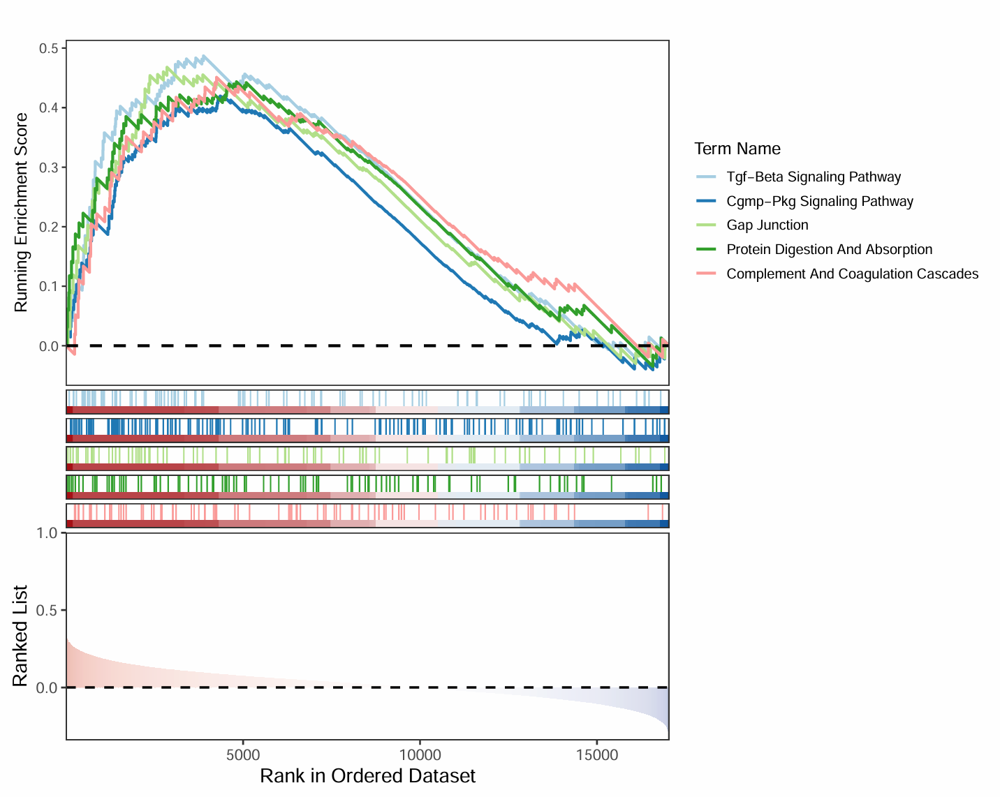 0.5
0.4
0.3
0.2
0.1
0.0
Running Enrichment Score
Term Name
Tgf−Beta Signaling Pathway
Cgmp−Pkg Signaling Pathway
Gap Junction
Protein Digestion And Absorption
Complement And Coagulation Cascades
1.0
0.5
0.0
Ranked List
5000
10000
15000
Rank in Ordered Dataset